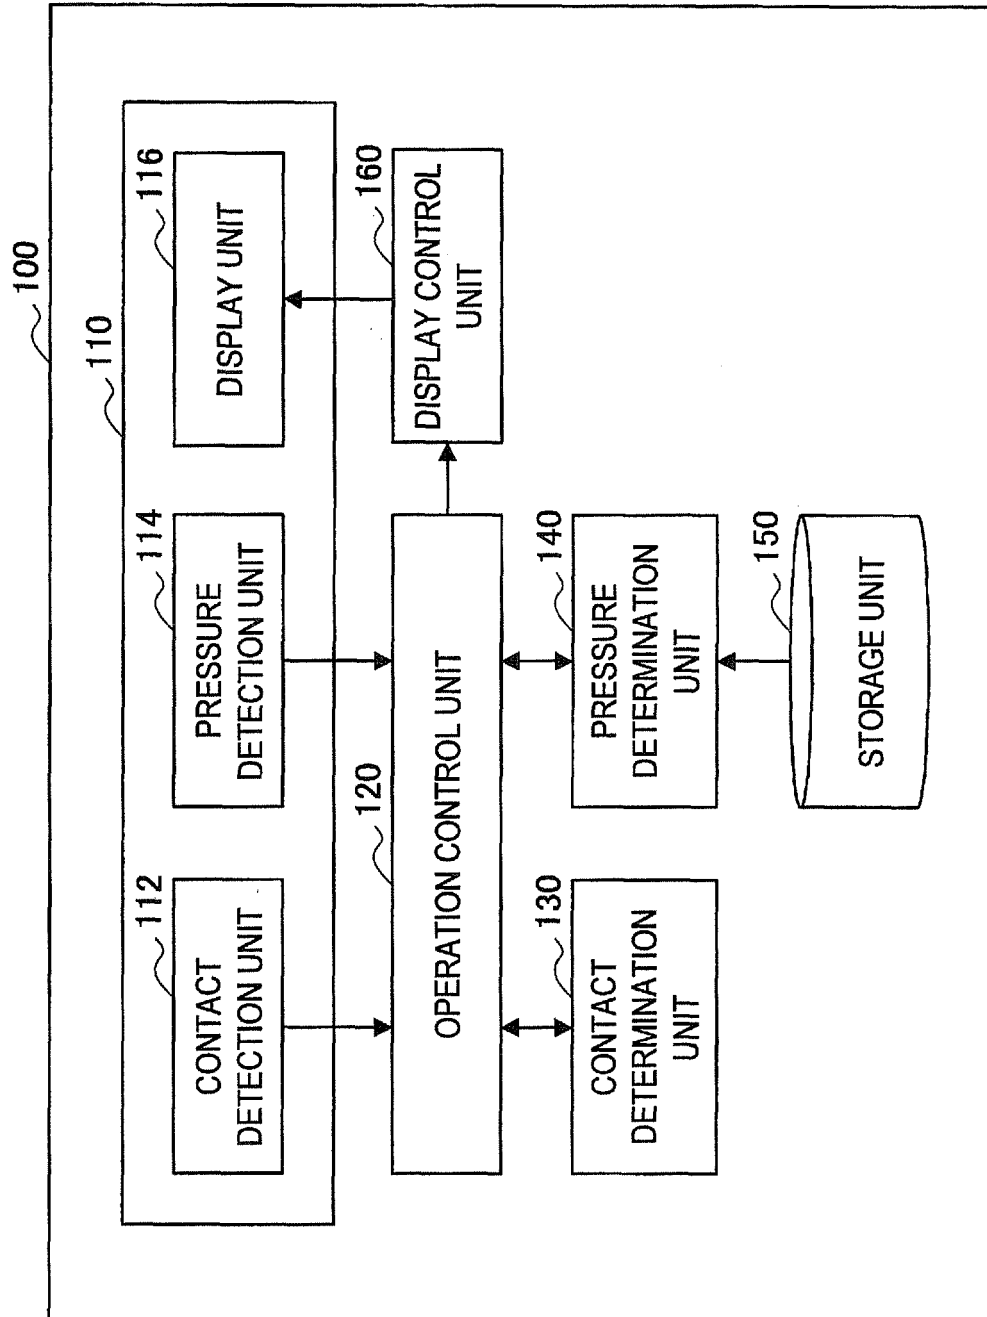 100
110
112
CONTACT
DETECTION UNIT
114
PRESSURE
DETECTION UNIT
116
DISPLAY UNIT
120
OPERATION CONTROL UNIT
160
DISPLAY CONTROL
UNIT
130
CONTACT
DETERMINATION
UNIT
140
PRESSURE
DETERMINATION
UNIT
150
STORAGE UNIT